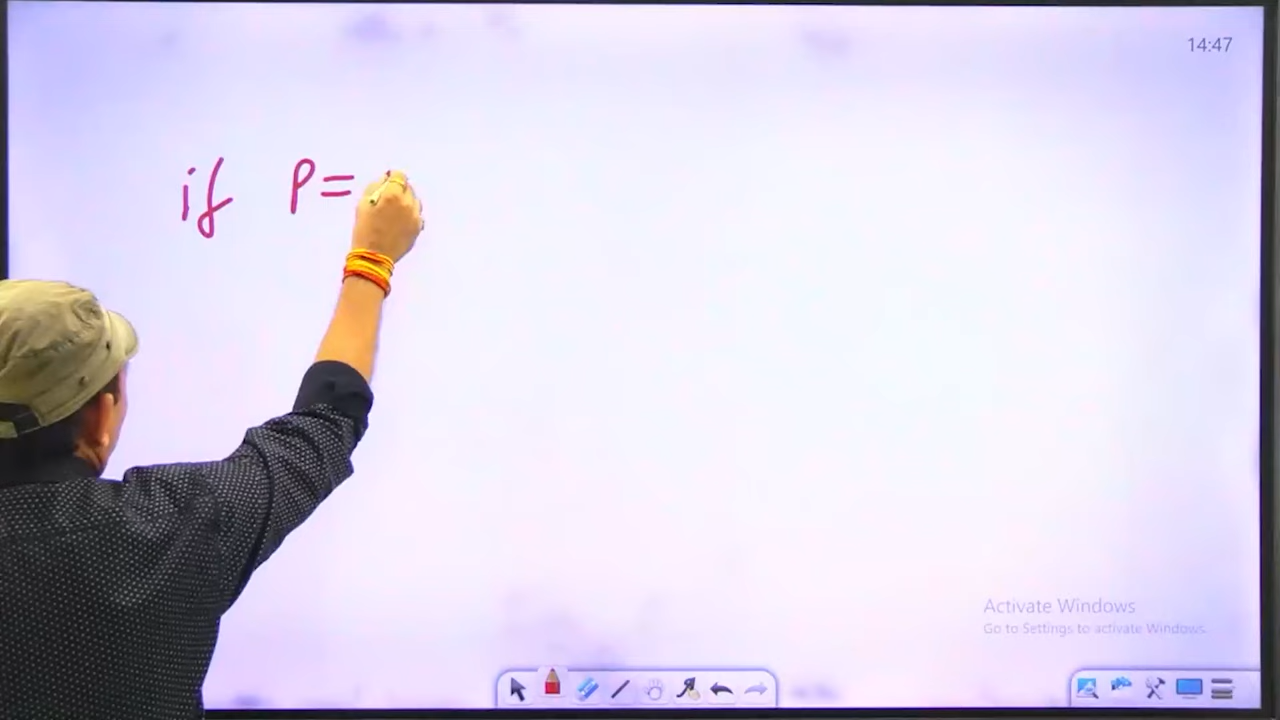 14:47
if P=
Activate Windows
Go to Settings to activate Windows.